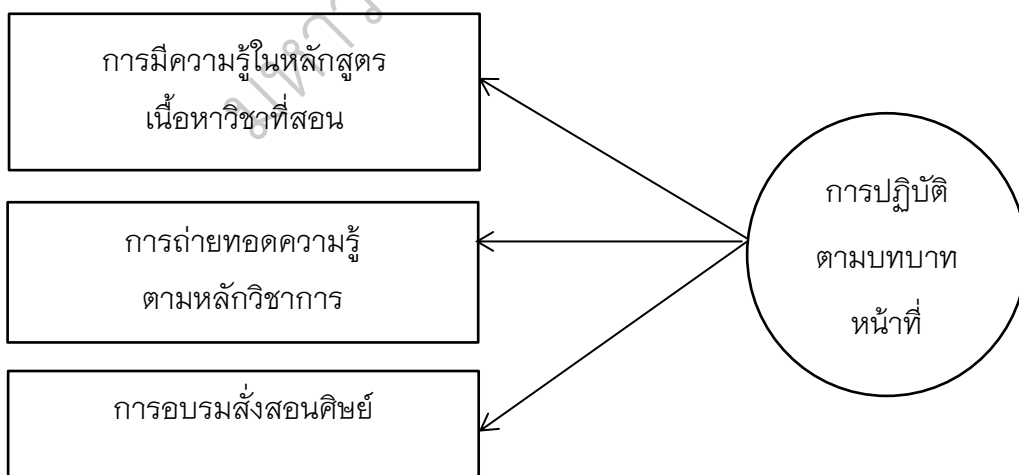 การมีความรู้ในหลักสูตร
เนื้อหาวิชาที่สอน
การถ่ายทอดความรู้
ตามหลักวิชาการ
การอบรมสั่งสอนศิษย์
การปฏิบัติ
ตามบทบาท
หน้าที่